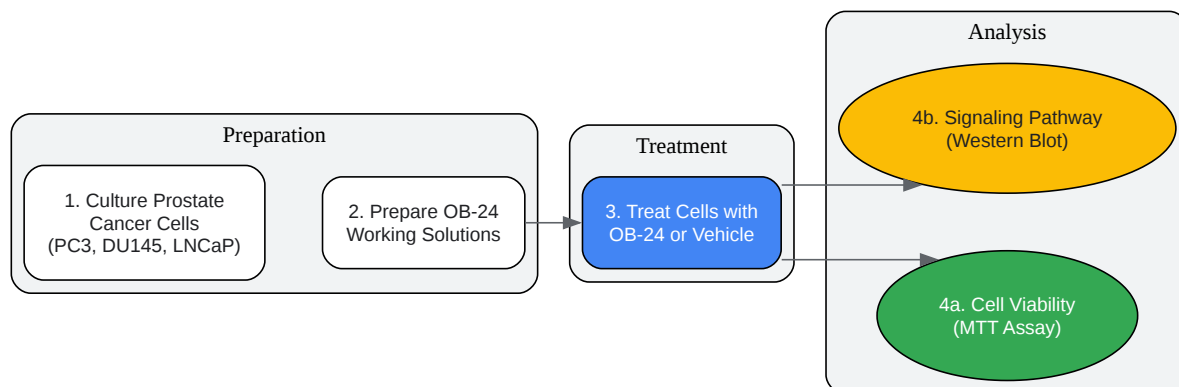 Preparation
1. Culture Prostate
Cancer Cells
(PC3, DU145, LNCaP)
2. Prepare OB-24
Working Solutions
Treatment
3. Treat Cells with
OB-24 or Vehicle
Analysis
4b. Signaling Pathway
(Western Blot)
4a. Cell Viability
(MTT Assay)